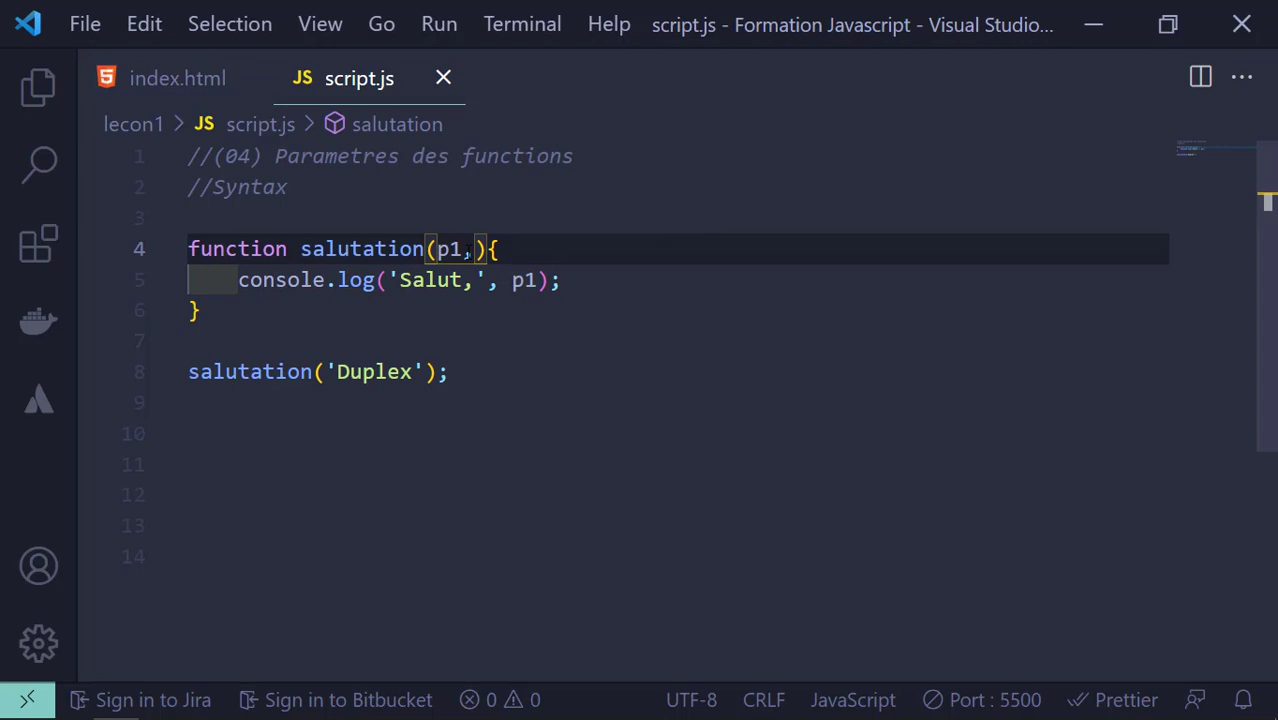 File Edit Selection View Go Run Terminal Help script.js - Formation Javascript - Visual Studio...
index.html JS script.js
lecon1 > JS script.js > salutation
1 //(04) Parametres des functions
2 //Syntax
3
4 function salutation(p1,){
5 console.log('Salut,', p1);
6 }
7
8 salutation('Duplex');
9
10
11
12
13
14
Sign in to Jira Sign in to Bitbucket 0 0 UTF-8 CRLF JavaScript Port : 5500 Prettier